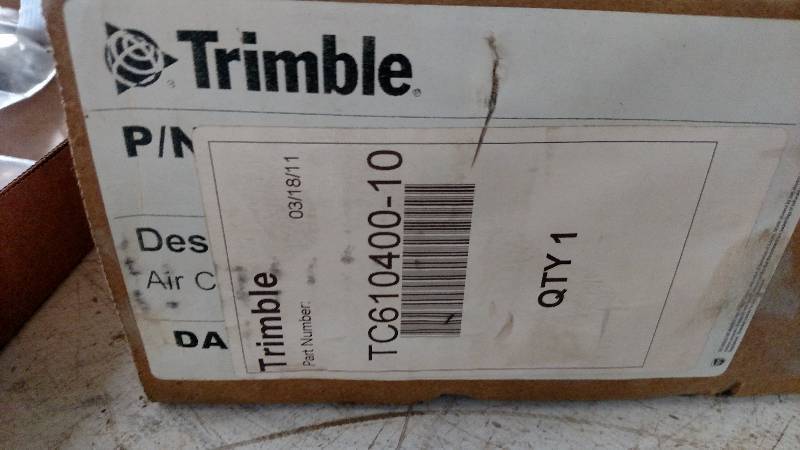 Trimble
P/N
Des
Air C
DA
Trimble
03/18/11
Part Number:
TC610400-10
QTY 1